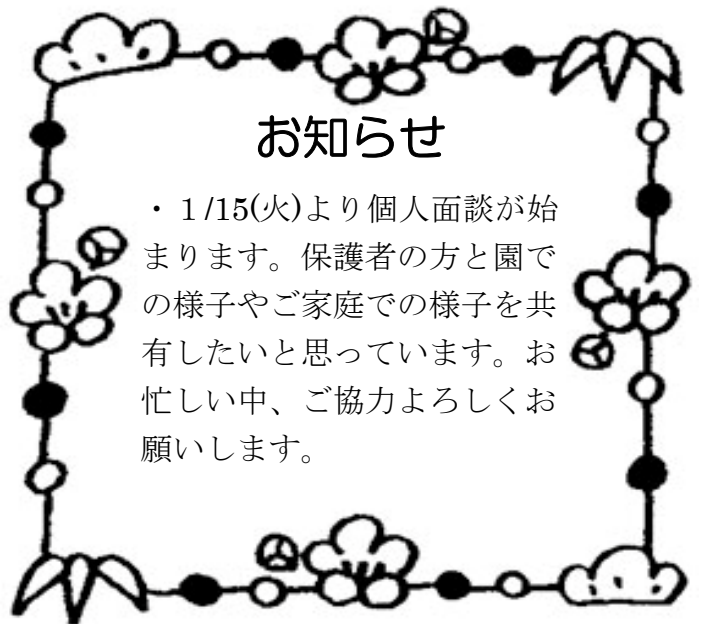 お知らせ
・１/15(火)より個人面談が始
まります。保護者の方と園で
の様子やご家庭での様子を共
有したいと思っています。お
忙しい中、ご協力よろしくお
願いします。